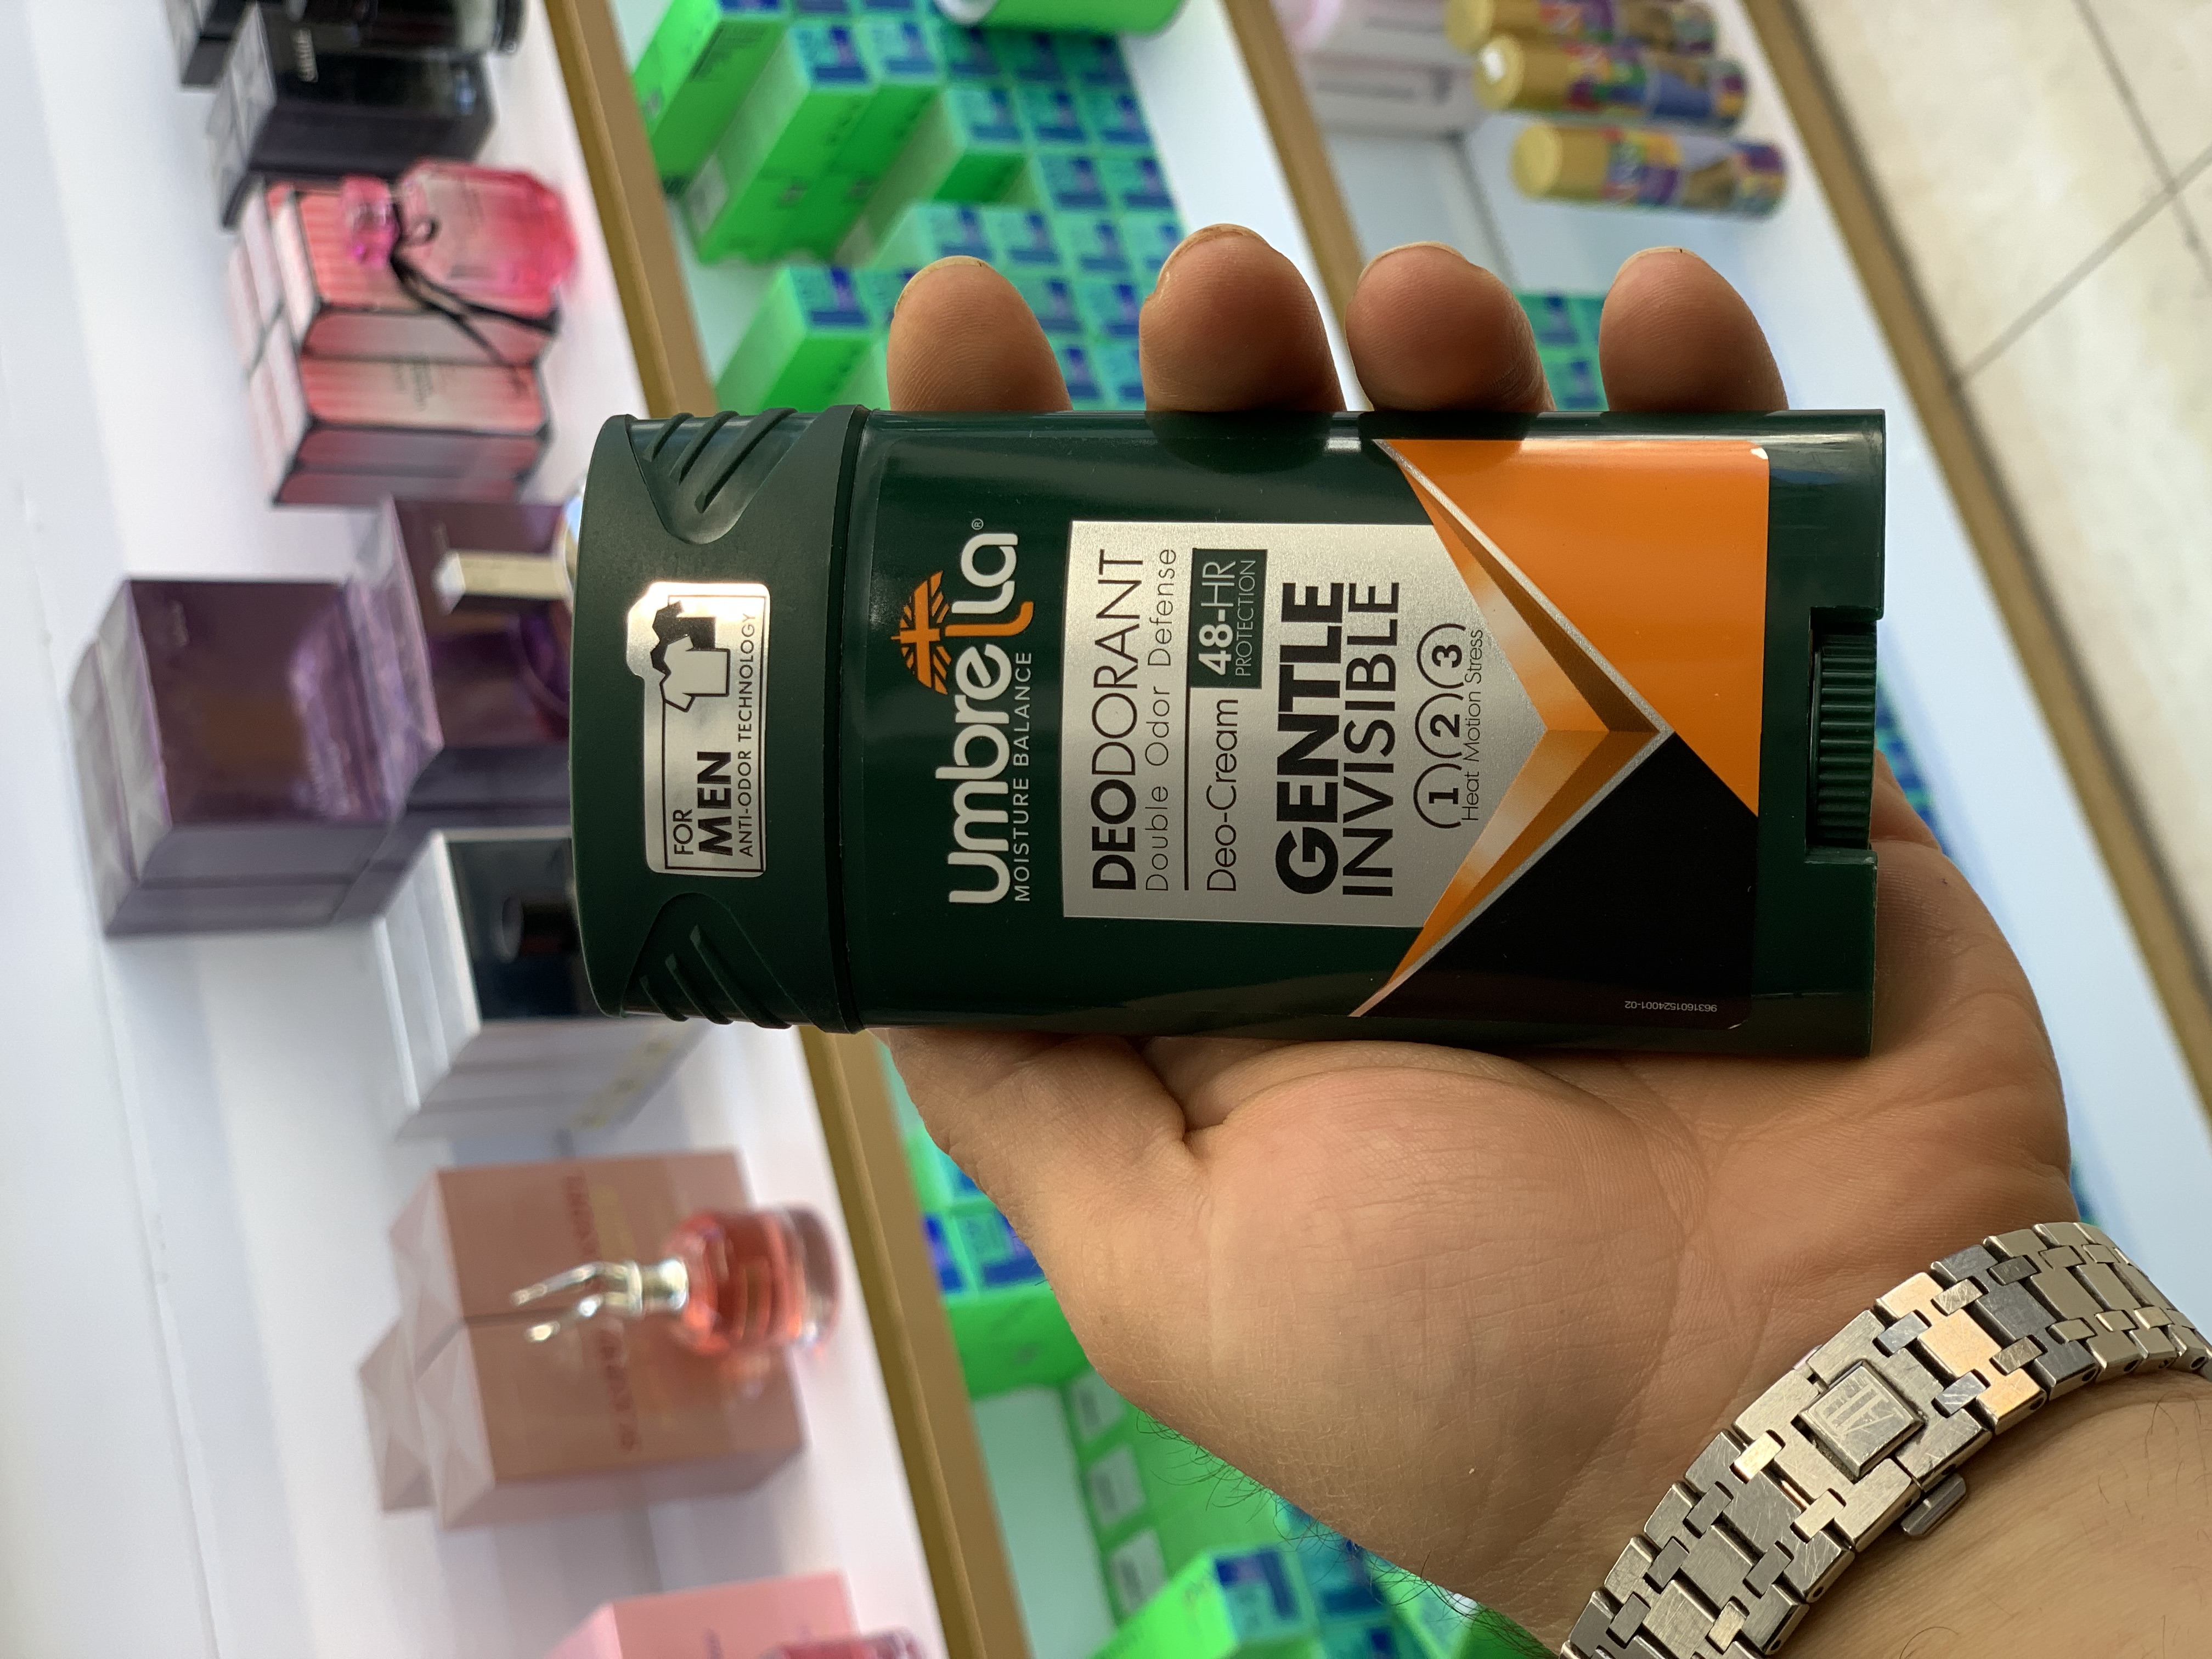 FOR
MEN
ANTI-ODOR TECHNOLOGY
umbrella®
MOISTURE BALANCE
DEODORANT
Double Odor Defense
Deo-Cream 48-HR
PROTECTION
GENTLE
INVISIBLE
1 2 3
Heat Motion Stress
9631601524001-02